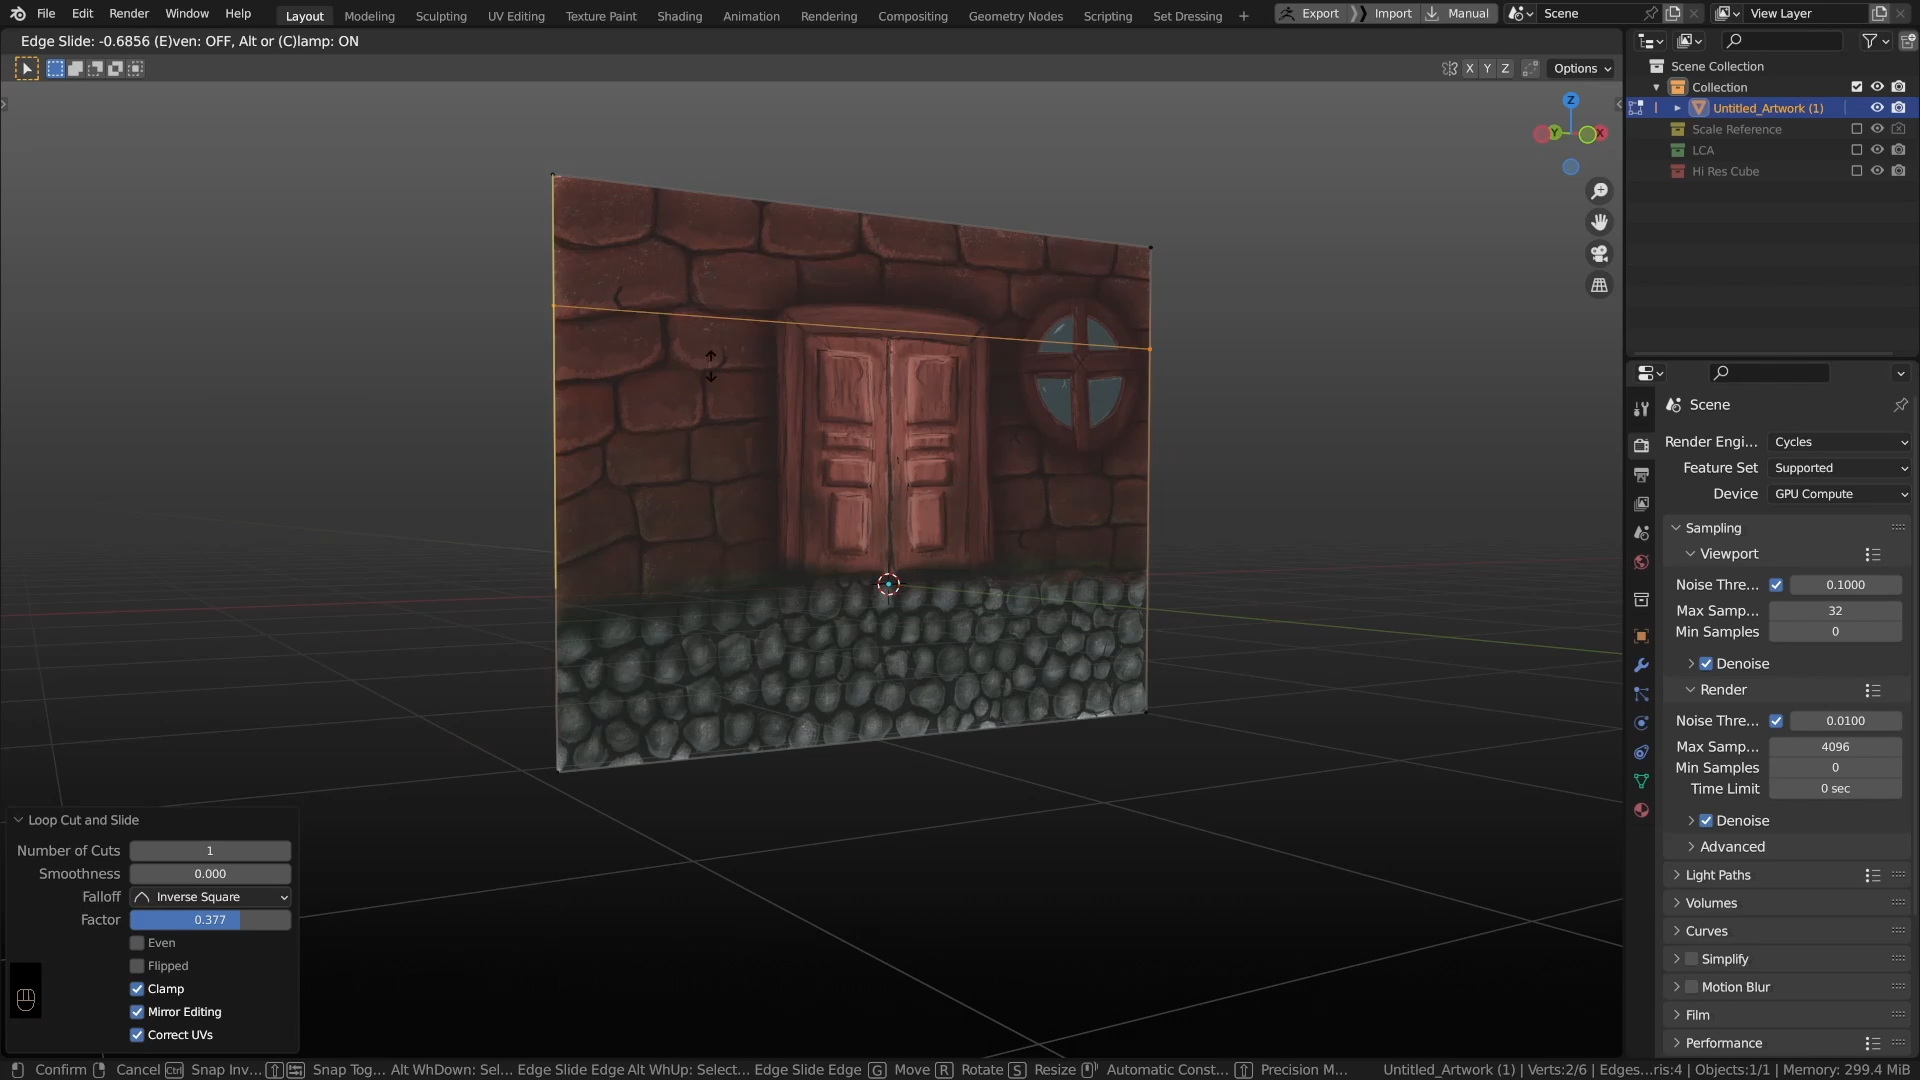 File Edit Render Window Help Layout Modeling Sculpting UV Editing Texture Paint Shading Animation Rendering Compositing Geometry Nodes Scripting Set Dressing + Export Import Manual Scene View Layer
Edge Slide: -0.6856 (E)ven: OFF, Alt or (C)lamp: ON
X Y Z Options
Z
Y X
Scene Collection
Collection
Untitled_Artwork (1)
Scale Reference
LCA
Hi Res Cube
Scene
Render Engi... Cycles
Feature Set Supported
Device GPU Compute
Sampling
Viewport
Noise Thre... 0.1000
Max Samp... 32
Min Samples 0
Denoise
Render
Noise Thre... 0.0100
Max Samp... 4096
Min Samples 0
Time Limit 0 sec
Denoise
Advanced
Light Paths
Volumes
Curves
Simplify
Motion Blur
Film
Performance
Loop Cut and Slide
Number of Cuts 1
Smoothness 0.000
Falloff Inverse Square
Factor 0.377
Even
Flipped
Clamp
Mirror Editing
Correct UVs
Confirm Cancel Ctrl Snap Inv... Snap Tog... Alt WhDown: Sel... Edge Slide Edge Alt WhUp: Select... Edge Slide Edge G Move R Rotate S Resize Automatic Const... Precision M... Untitled_Artwork (1) | Verts:2/6 | Edges...ris:4 | Objects:1/1 | Memory: 299.4 MiB